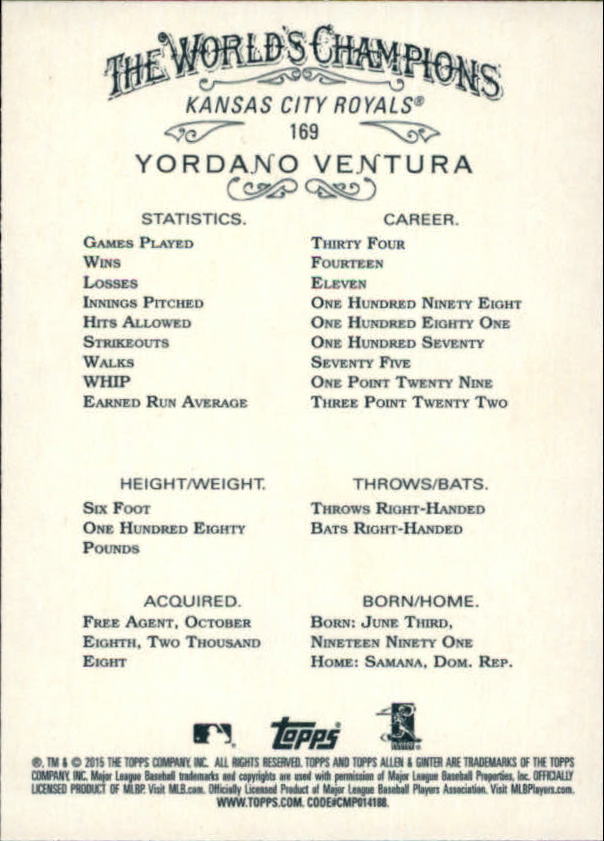 THE WORLD'S CHAMPIONS
KANSAS CITY ROYALS®
169
YORDANO VENTURA
STATISTICS. CAREER.
GAMES PLAYED THIRTY FOUR
WINS FOURTEEN
LOSSES ELEVEN
INNINGS PITCHED ONE HUNDRED NINETY EIGHT
HITS ALLOWED ONE HUNDRED EIGHTY ONE
STRIKEOUTS ONE HUNDRED SEVENTY
WALKS SEVENTY FIVE
WHIP ONE POINT TWENTY NINE
EARNED RUN AVERAGE THREE POINT TWENTY TWO
HEIGHT/WEIGHT. THROWS/BATS.
SIX FOOT THROWS RIGHT-HANDED
ONE HUNDRED EIGHTY BATS RIGHT-HANDED
POUNDS
ACQUIRED. BORN/HOME.
FREE AGENT, OCTOBER BORN: JUNE THIRD,
EIGHTH, TWO THOUSAND NINETEEN NINETY ONE
EIGHT HOME: SAMANA, DOM. REP.
topps
®, TM & © 2015 THE TOPPS COMPANY, INC. ALL RIGHTS RESERVED. TOPPS AND TOPPS ALLEN & GINTER ARE TRADEMARKS OF THE TOPPS
COMPANY, INC. Major League Baseball trademarks and copyrights are used with permission of Major League Baseball Properties, Inc. OFFICIALLY
LICENSED PRODUCT OF MLBP. Visit MLB.com. Officially Licensed Product of Major League Baseball Players Association. Visit MLBPlayers.com.
WWW.TOPPS.COM. CODE#CMP014188.